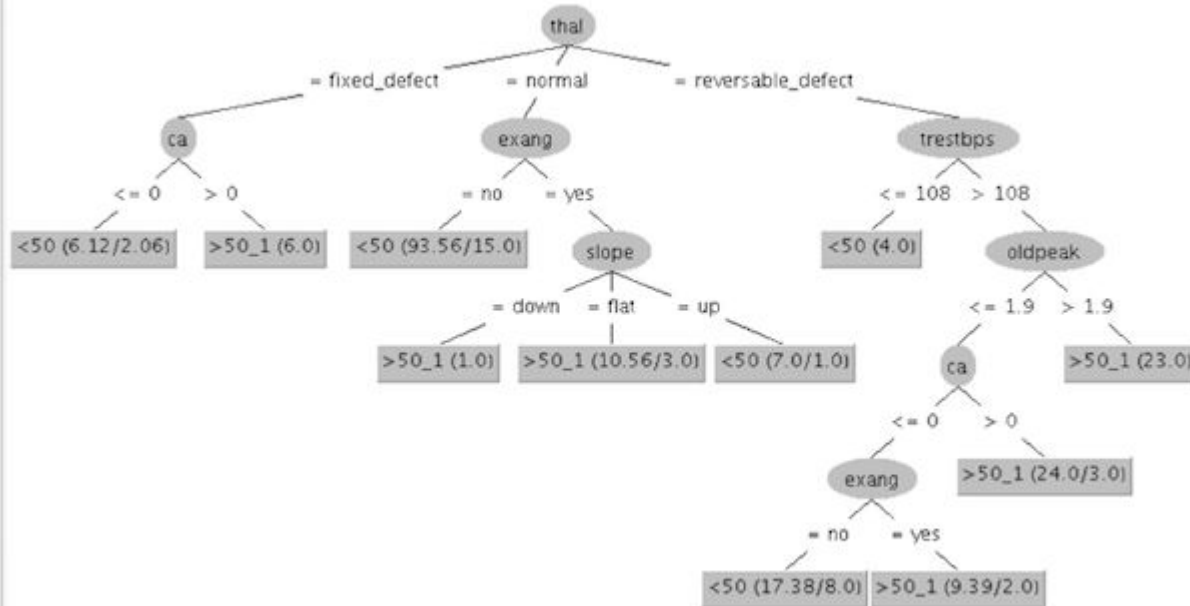 thal
= fixed_defect = normal = reversable_defect
ca exang trestbps
<= 0 > 0 = no = yes <= 108 > 108
<50 (6.12/2.06) >50_1 (6.0) <50 (93.56/15.0) slope <50 (4.0) oldpeak
= down = flat = up <= 1.9 > 1.9
>50_1 (1.0) >50_1 (10.56/3.0) <50 (7.0/1.0) ca >50_1 (23.0)
<= 0 > 0
exang >50_1 (24.0/3.0)
= no = yes
<50 (17.38/8.0) >50_1 (9.39/2.0)